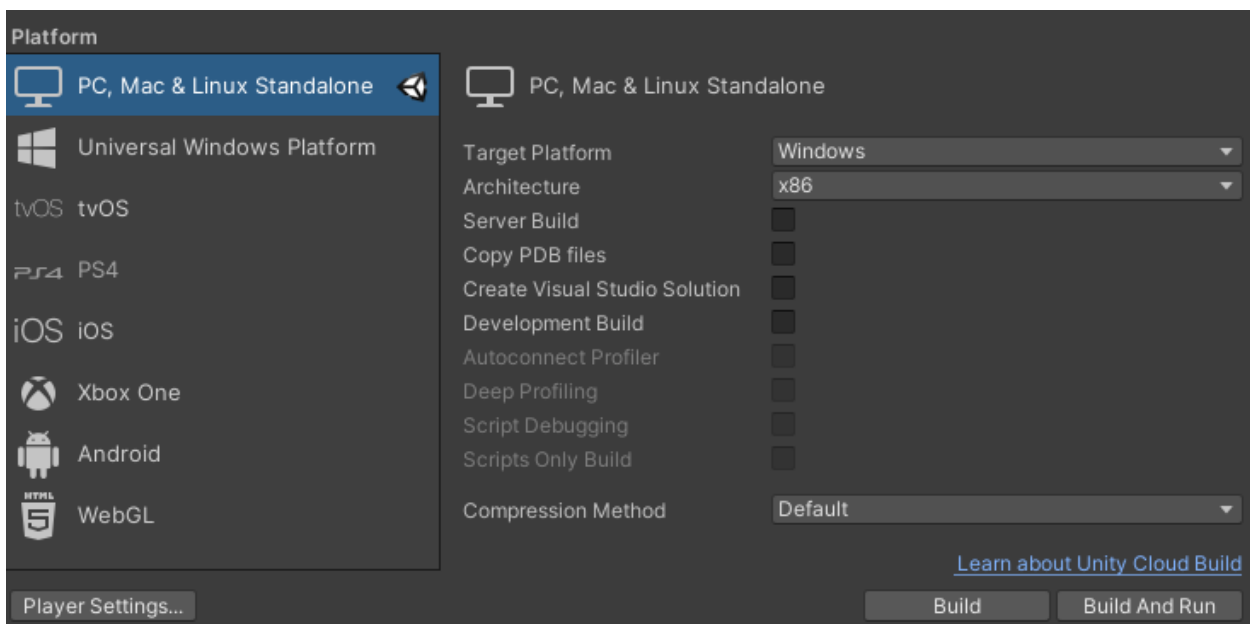 Platform
PC, Mac & Linux Standalone
Universal Windows Platform
tvOS tvOS
PS4 PS4
iOS iOS
Xbox One
Android
HTML
5 WebGL
PC, Mac & Linux Standalone
Target Platform Windows
Architecture x86
Server Build
Copy PDB files
Create Visual Studio Solution
Development Build
Autoconnect Profiler
Deep Profiling
Script Debugging
Scripts Only Build
Compression Method Default
Learn about Unity Cloud Build
Player Settings... Build Build And Run